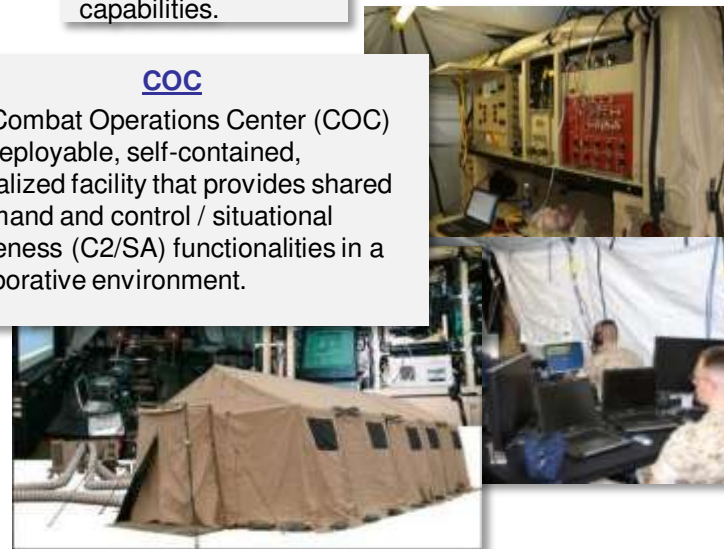 capabilities.
COC
Combat Operations Center (COC)
eployable, self-contained,
alized facility that provides shared
mand and control / situational
eness (C2/SA) functionalities in a
orative environment.